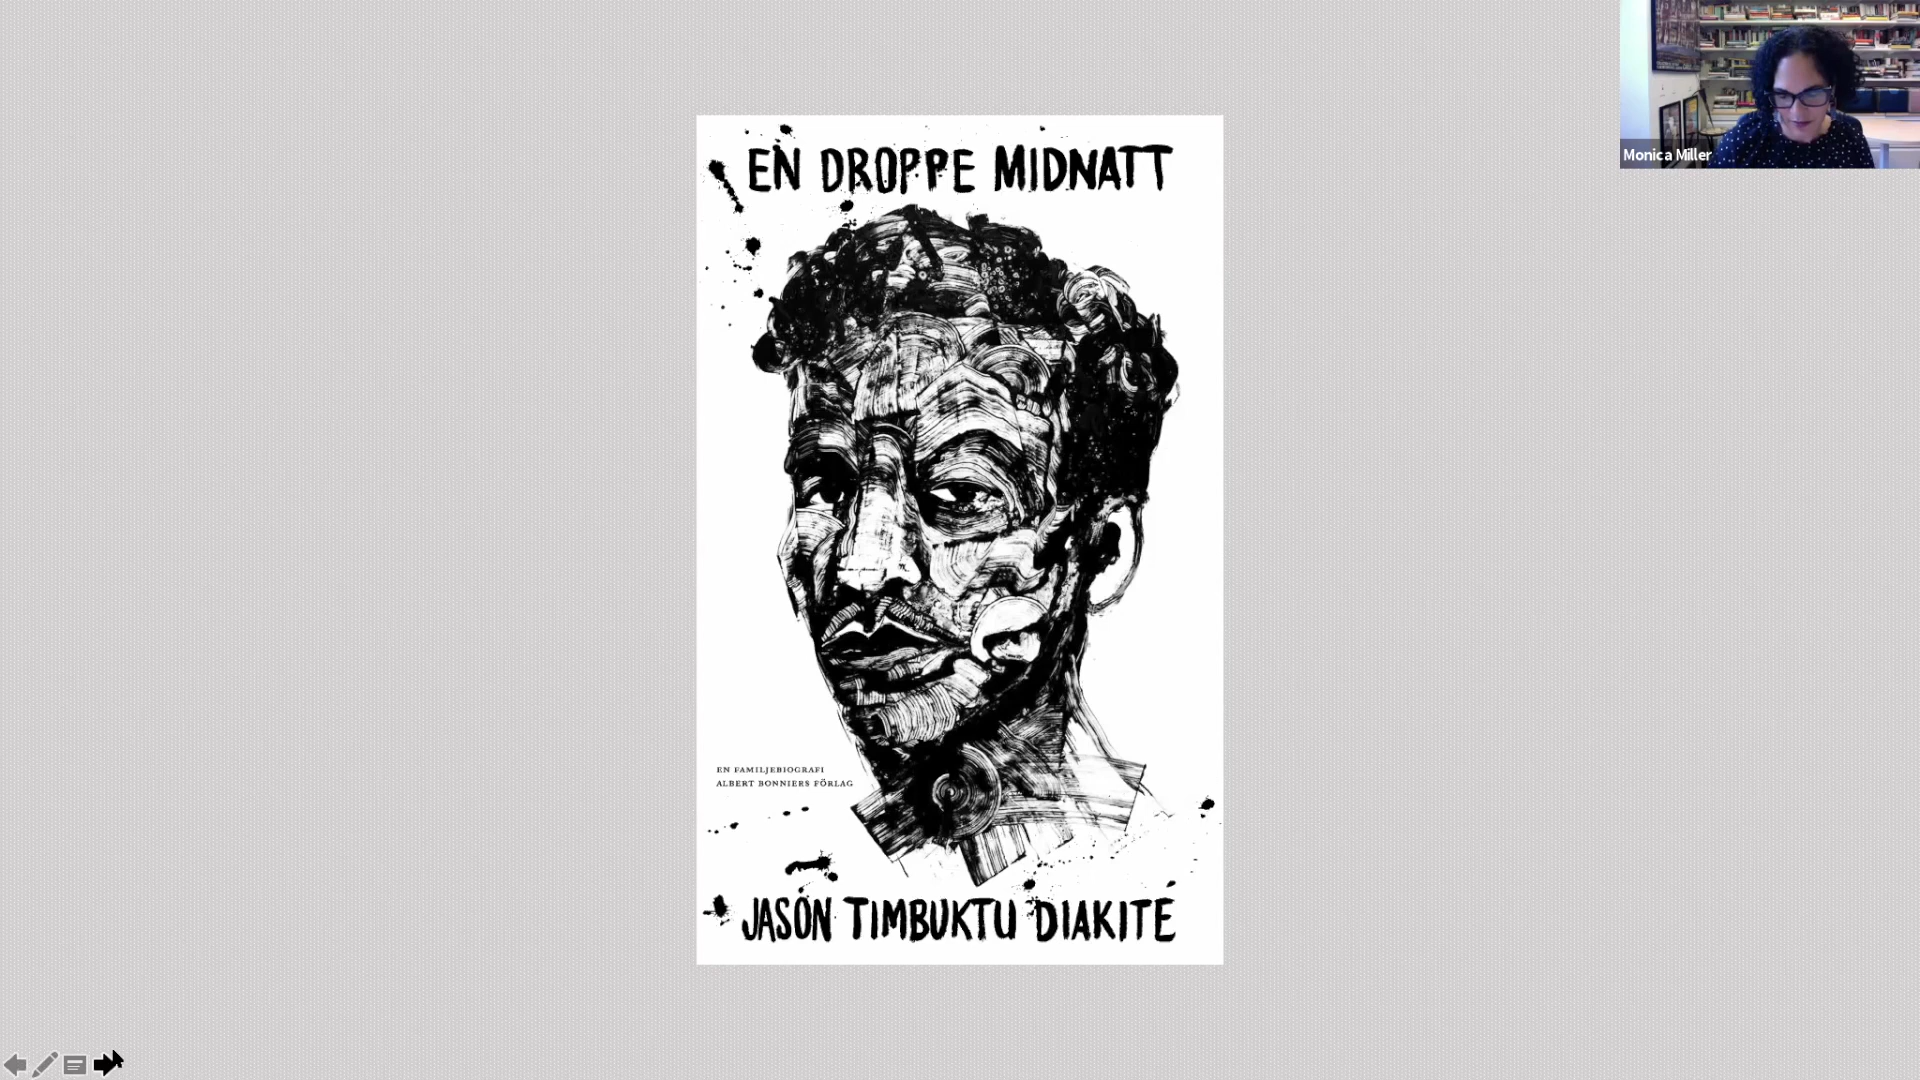 EN DROPPE MIDNATT
EN FAMILJEBIOGRAFI
ALBERT BONNIERS FÖRLAG
JASON TIMBUKTU DIAKITÉ
Monica Miller